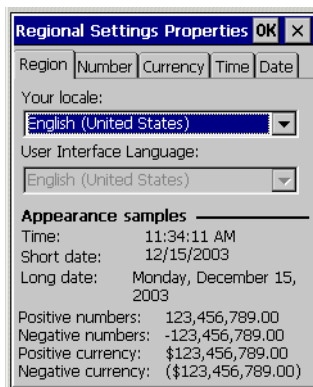 Regional Settings Properties OK ×
Region Number Currency Time Date
Your locale:
English (United States)
User Interface Language:
English (United States)
Appearance samples
Time: 11:34:11 AM
Short date: 12/15/2003
Long date: Monday, December 15,
2003
Positive numbers: 123,456,789.00
Negative numbers: -123,456,789.00
Positive currency: $123,456,789.00
Negative currency: ($123,456,789.00)